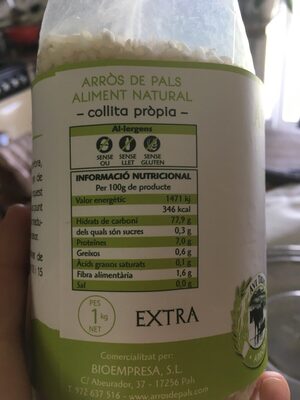 ARRÒS DE PALS
ALIMENT NATURAL
- collita pròpia -
Al·lergens
SENSE OU
SENSE LLET
SENSE GLUTEN
INFORMACIÓ NUTRICIONAL
Per 100g de producte
Valor energètic 1471 kj
346 kcal
Hidrats de carboni 77,9 g
dels quals són sucres 0,3 g
Proteïnes 7,0 g
Greixos 0,6 g
Àcids grassos saturats 0,1 g
Fibra alimentària 1,6 g
Sal 0,0 g
PES
1 kg
NET
EXTRA
Comercialitzat per:
BIOEMPRESA, S.L.
C/ Abeurador, 37 - 17256 Pals
T 972 637 516 - www.arrosdepals.com